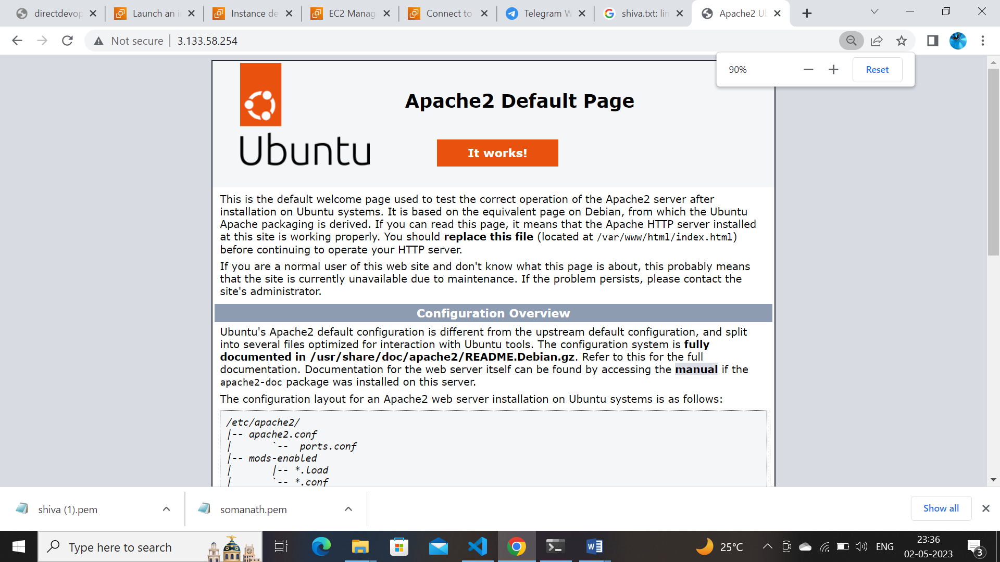 directdevop
Launch an i
Instance de
EC2 Manag
Connect to
Telegram W
shiva.txt: lin
Apache2 Ub
Not secure
3.133.58.254
90%
Reset
Apache2 Default Page
Ubuntu
It works!
This is the default welcome page used to test the correct operation of the Apache2 server after
installation on Ubuntu systems. It is based on the equivalent page on Debian, from which the Ubuntu
Apache packaging is derived. If you can read this page, it means that the Apache HTTP server installed
at this site is working properly. You should replace this file (located at /var/www/html/index.html)
before continuing to operate your HTTP server.
If you are a normal user of this web site and don't know what this page is about, this probably means
that the site is currently unavailable due to maintenance. If the problem persists, please contact the
site's administrator.
Configuration Overview
Ubuntu's Apache2 default configuration is different from the upstream default configuration, and split
into several files optimized for interaction with Ubuntu tools. The configuration system is fully
documented in /usr/share/doc/apache2/README.Debian.gz. Refer to this for the full
documentation. Documentation for the web server itself can be found by accessing the manual if the
apache2-doc package was installed on this server.
The configuration layout for an Apache2 web server installation on Ubuntu systems is as follows:
/etc/apache2/
|-- apache2.conf
|       `--  ports.conf
|-- mods-enabled
|       |-- *.load
|       `-- *.conf
shiva (1).pem
somanath.pem
Show all
Type here to search
25°C
ENG
23:36
02-05-2023
3